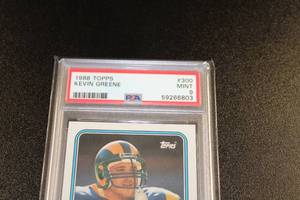 1988 TOPPS #300
KEVIN GREENE MINT
PSA 9
59266803
Topps